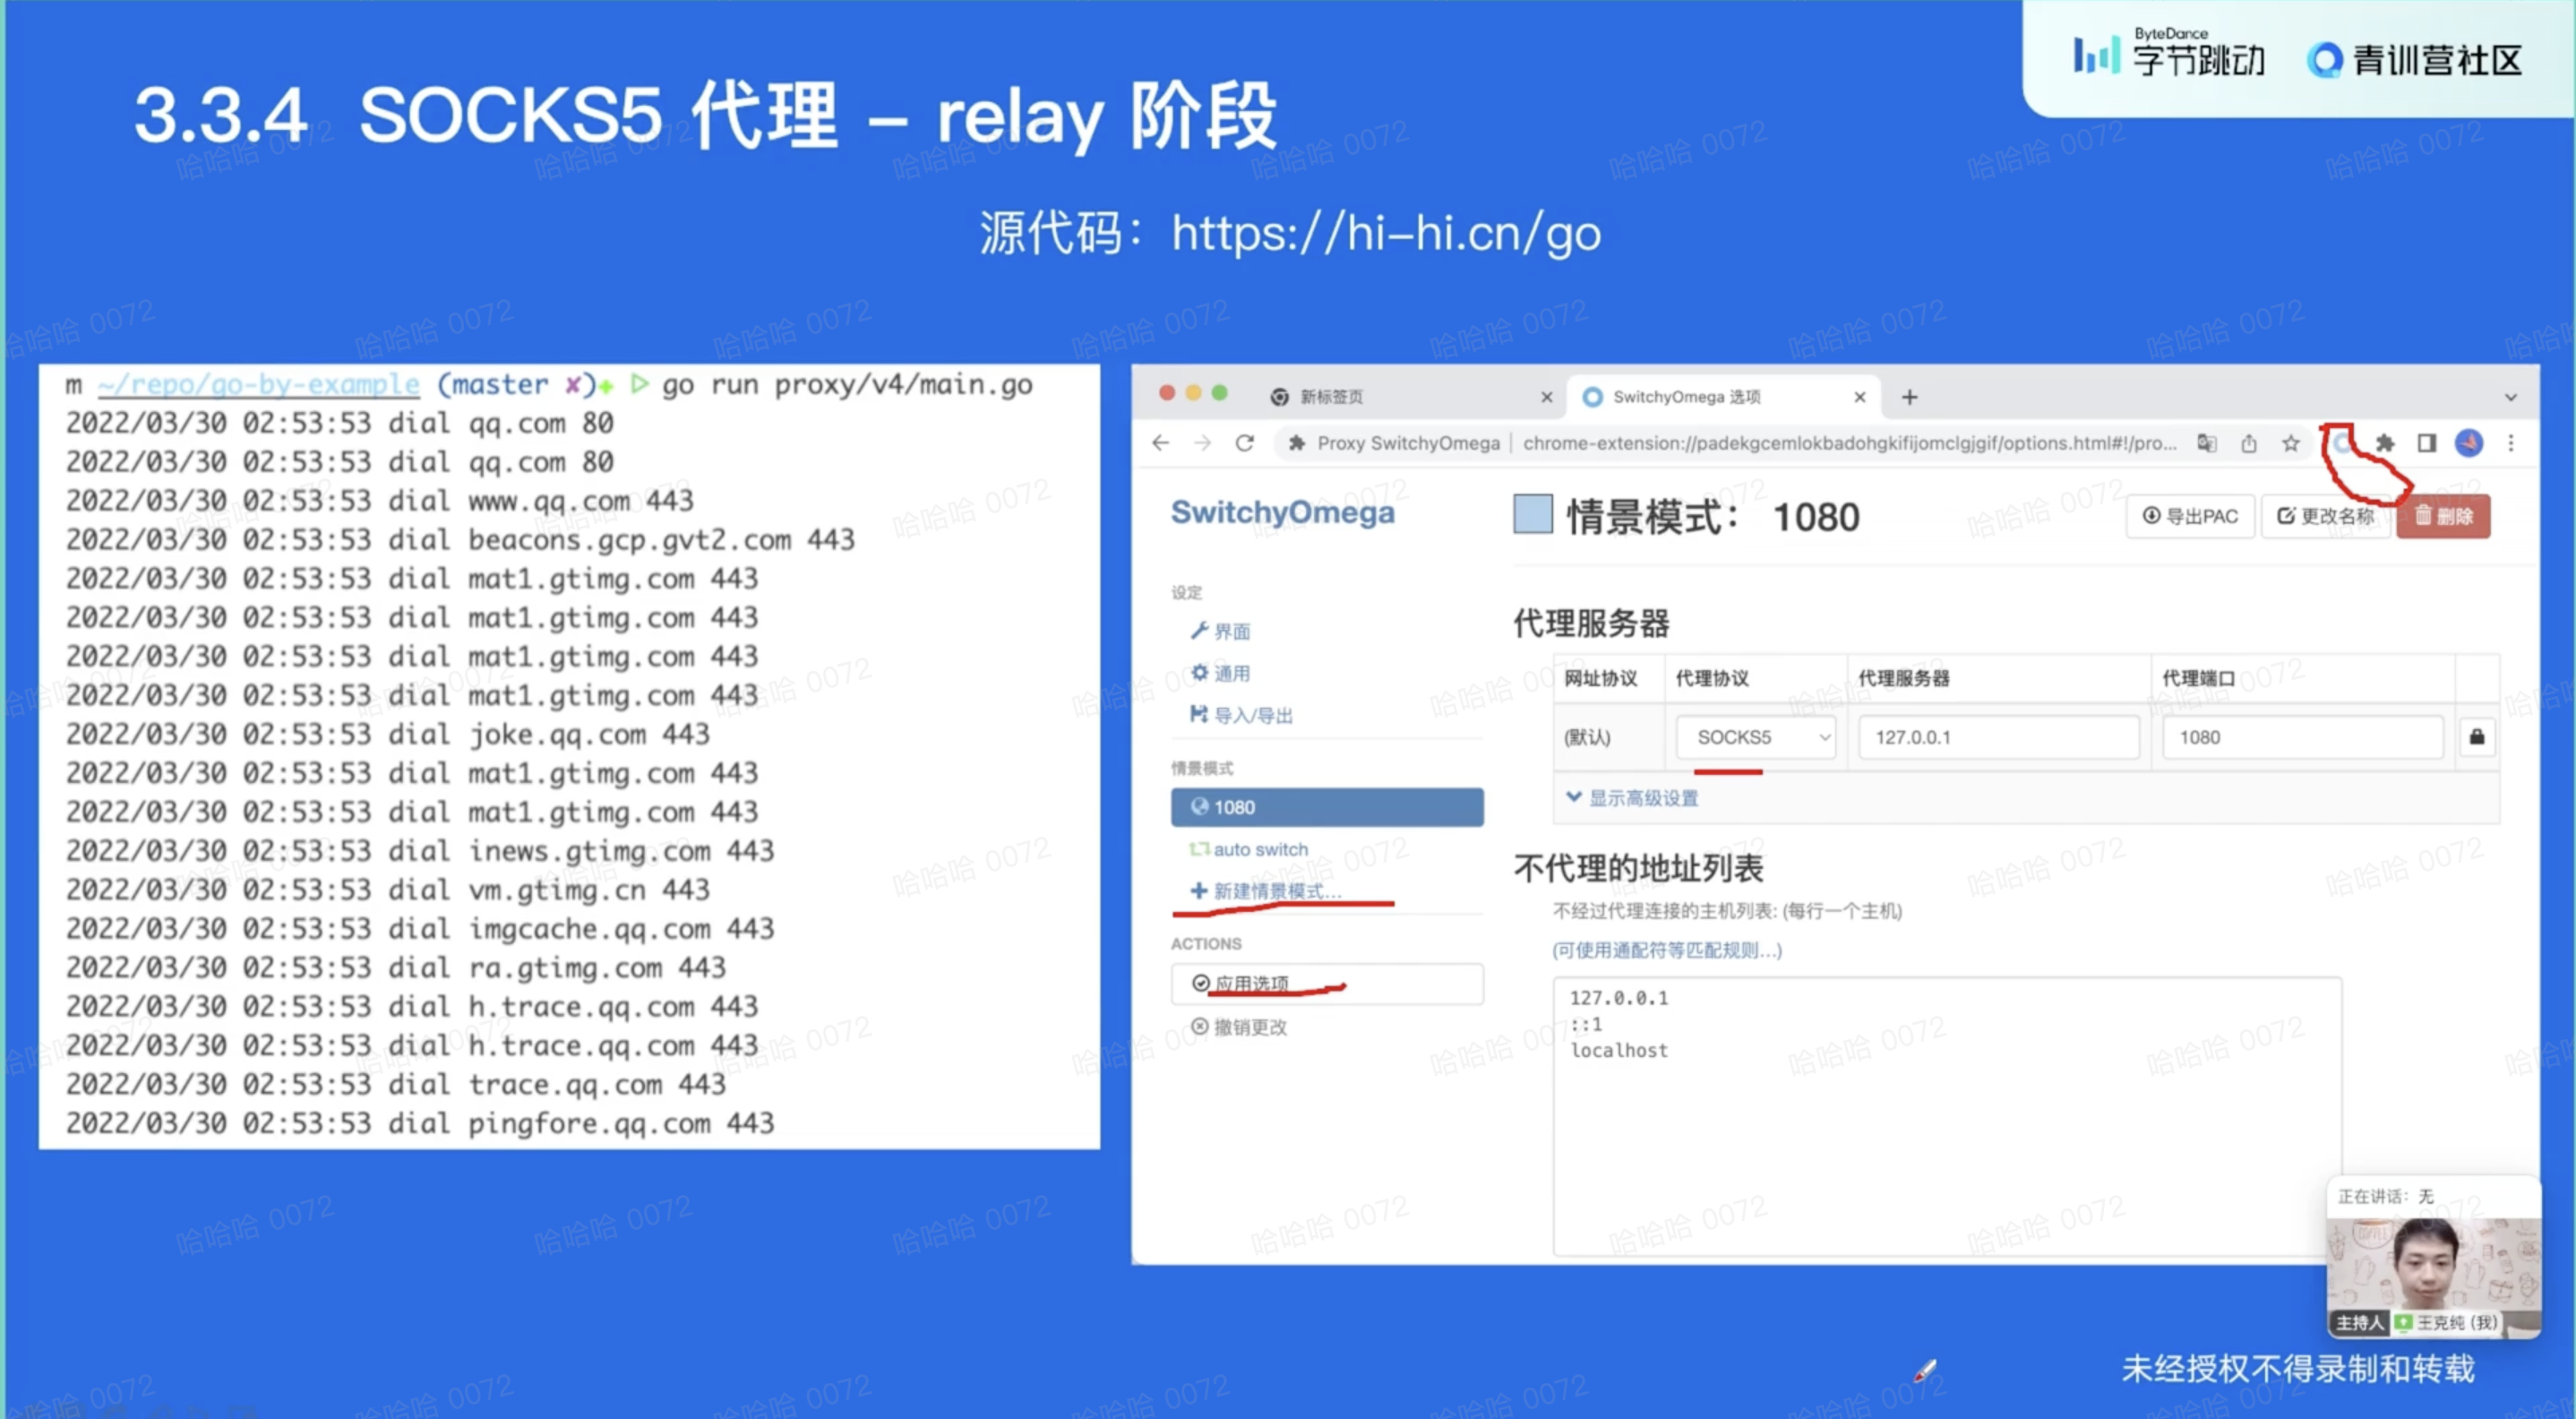 ByteDance
字节跳动
青训营社区
3.3.4 SOCKS5 代理 – relay 阶段
源代码：https://hi-hi.cn/go
m ~/repo/go-by-example (master ✘)✚ ▷ go run proxy/v4/main.go
2022/03/30 02:53:53 dial qq.com 80
2022/03/30 02:53:53 dial qq.com 80
2022/03/30 02:53:53 dial www.qq.com 443
2022/03/30 02:53:53 dial beacons.gcp.gvt2.com 443
2022/03/30 02:53:53 dial mat1.gtimg.com 443
2022/03/30 02:53:53 dial mat1.gtimg.com 443
2022/03/30 02:53:53 dial mat1.gtimg.com 443
2022/03/30 02:53:53 dial mat1.gtimg.com 443
2022/03/30 02:53:53 dial joke.qq.com 443
2022/03/30 02:53:53 dial mat1.gtimg.com 443
2022/03/30 02:53:53 dial mat1.gtimg.com 443
2022/03/30 02:53:53 dial inews.gtimg.com 443
2022/03/30 02:53:53 dial vm.gtimg.cn 443
2022/03/30 02:53:53 dial imgcache.qq.com 443
2022/03/30 02:53:53 dial ra.gtimg.com 443
2022/03/30 02:53:53 dial h.trace.qq.com 443
2022/03/30 02:53:53 dial h.trace.qq.com 443
2022/03/30 02:53:53 dial trace.qq.com 443
2022/03/30 02:53:53 dial pingfore.qq.com 443
新标签页
SwitchyOmega 选项
Proxy SwitchyOmega | chrome-extension://padekgcemlokbadohgkifijomclgjgif/options.html#!/pro...
SwitchyOmega
设定
界面
通用
导入/导出
情景模式
1080
auto switch
新建情景模式...
ACTIONS
应用选项
撤销更改
情景模式： 1080
导出PAC
更改名称
删除
代理服务器
网址协议 代理协议 代理服务器 代理端口
(默认) SOCKS5 127.0.0.1 1080
显示高级设置
不代理的地址列表
不经过代理连接的主机列表: (每行一个主机)
(可使用通配符等匹配规则...)
127.0.0.1
::1
localhost
正在讲话: 无
主持人 王克纯 (我)
未经授权不得录制和转载
哈哈哈 0072